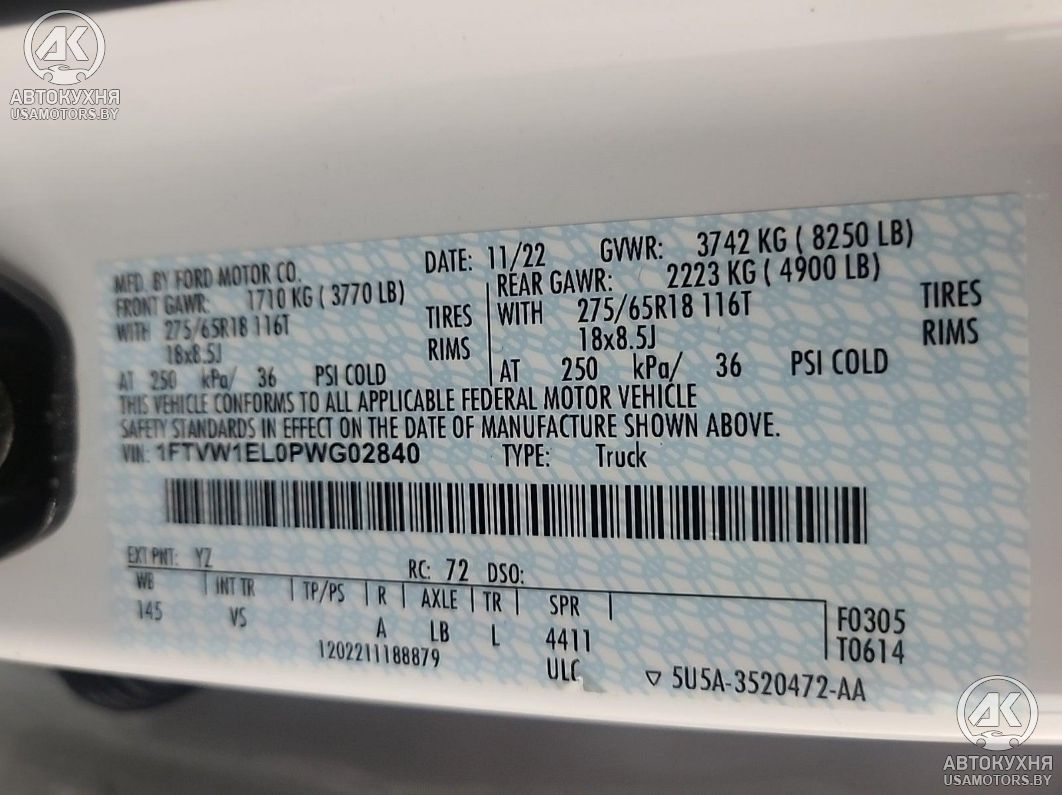 AK
АВТОКУХНЯ
USAMOTORS.BY
MFD. BY FORD MOTOR CO. DATE: 11/22 GVWR: 3742 KG ( 8250 LB)
FRONT GAWR: 1710 KG ( 3770 LB) REAR GAWR: 2223 KG ( 4900 LB)
WITH 275/65R18 116T TIRES WITH 275/65R18 116T TIRES
18x8.5J RIMS 18x8.5J RIMS
AT 250 kPa/ 36 PSI COLD AT 250 kPa/ 36 PSI COLD
THIS VEHICLE CONFORMS TO ALL APPLICABLE FEDERAL MOTOR VEHICLE
SAFETY STANDARDS IN EFFECT ON THE DATE OF MANUFACTURE SHOWN ABOVE.
VIN: 1FTVW1EL0PWG02840 TYPE: Truck
EXT PNT: YZ RC: 72 DSO:
WB INT TR TP/PS R AXLE TR SPR
145 VS A LB L 4411
F0305
T0614
1202211188879 ULC
▽ 5U5A-3520472-AA
AK
АВТОКУХНЯ
USAMOTORS.BY